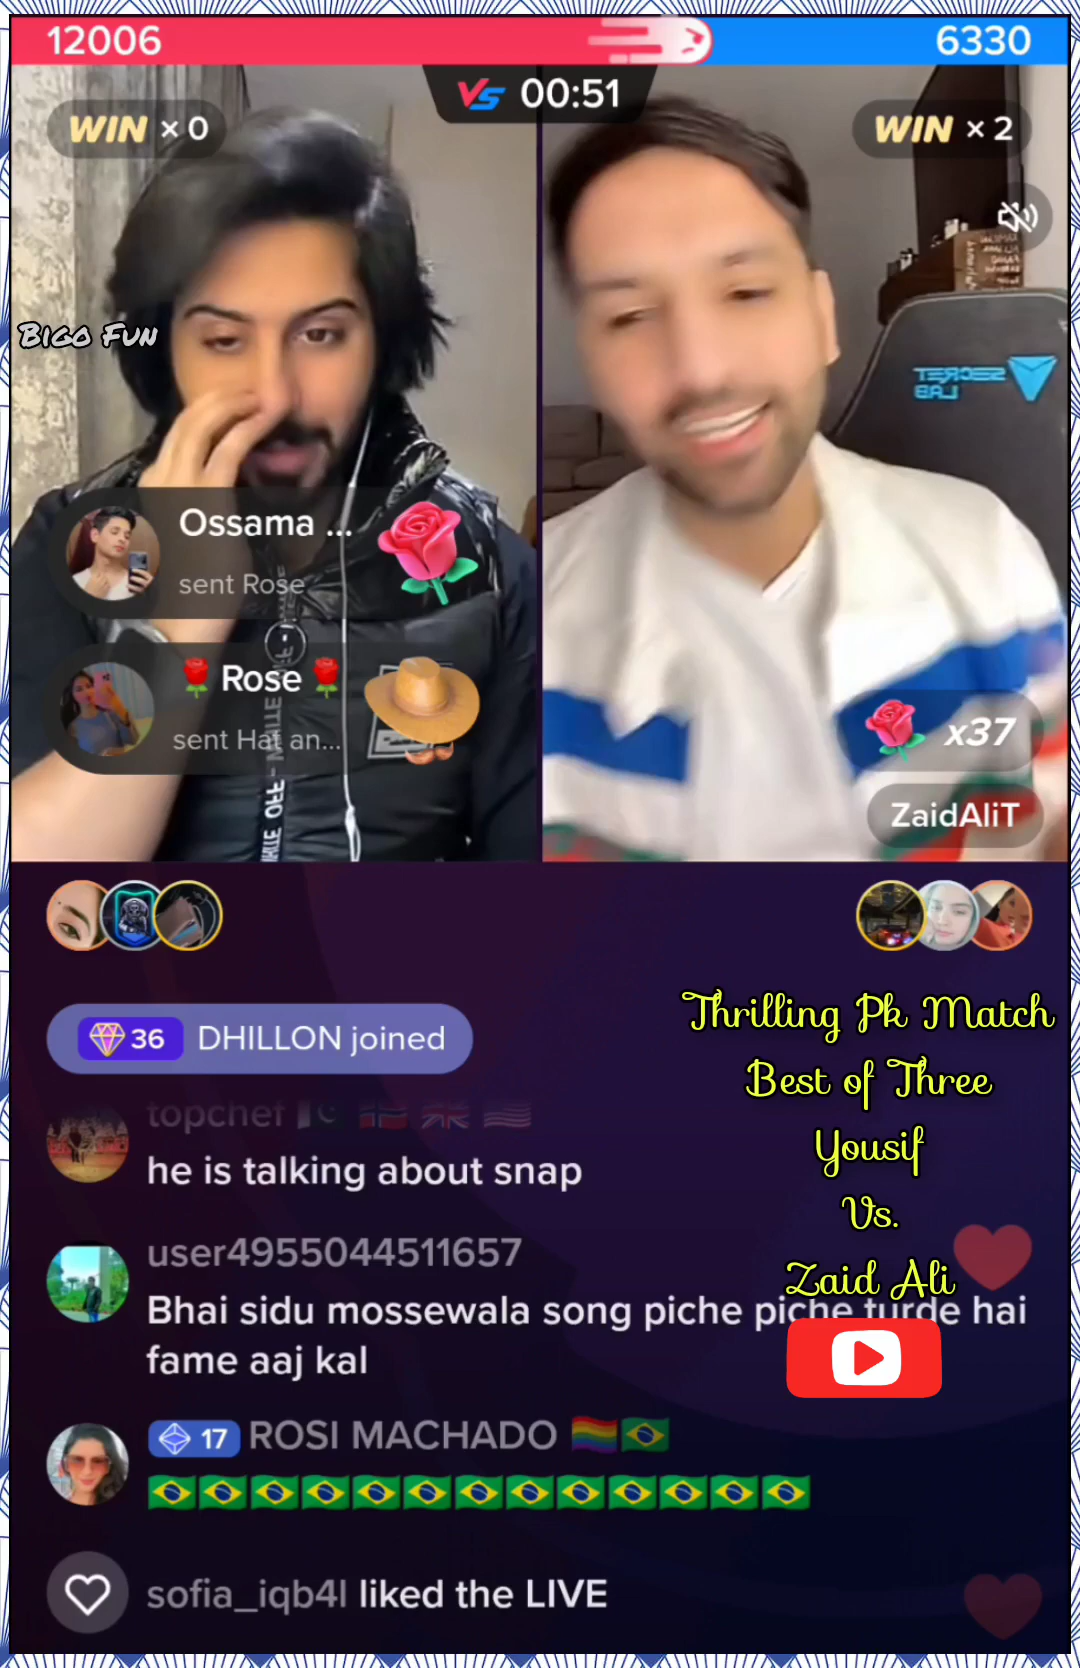 12006
6330
VS 00:51
WIN × 0
WIN × 2
Bigo Fun
SECRET
LAB
Ossama ...
sent Rose
🌹 Rose 🌹
sent Hat an...
x37
ZaidAliT
36 DHILLON joined
Thrilling Pk Match
Best of Three
Yousif
Vs.
Zaid Ali
topchef 🇵🇰 🇳🇴 🇬🇧 🇺🇸
he is talking about snap
user4955044511657
Bhai sidu mossewala song piche piche turde hai
fame aaj kal
17 ROSI MACHADO 🏳️‍🌈🇧🇷
🇧🇷🇧🇷🇧🇷🇧🇷🇧🇷🇧🇷🇧🇷🇧🇷🇧🇷🇧🇷🇧🇷🇧🇷🇧🇷
sofia_iqb4l liked the LIVE